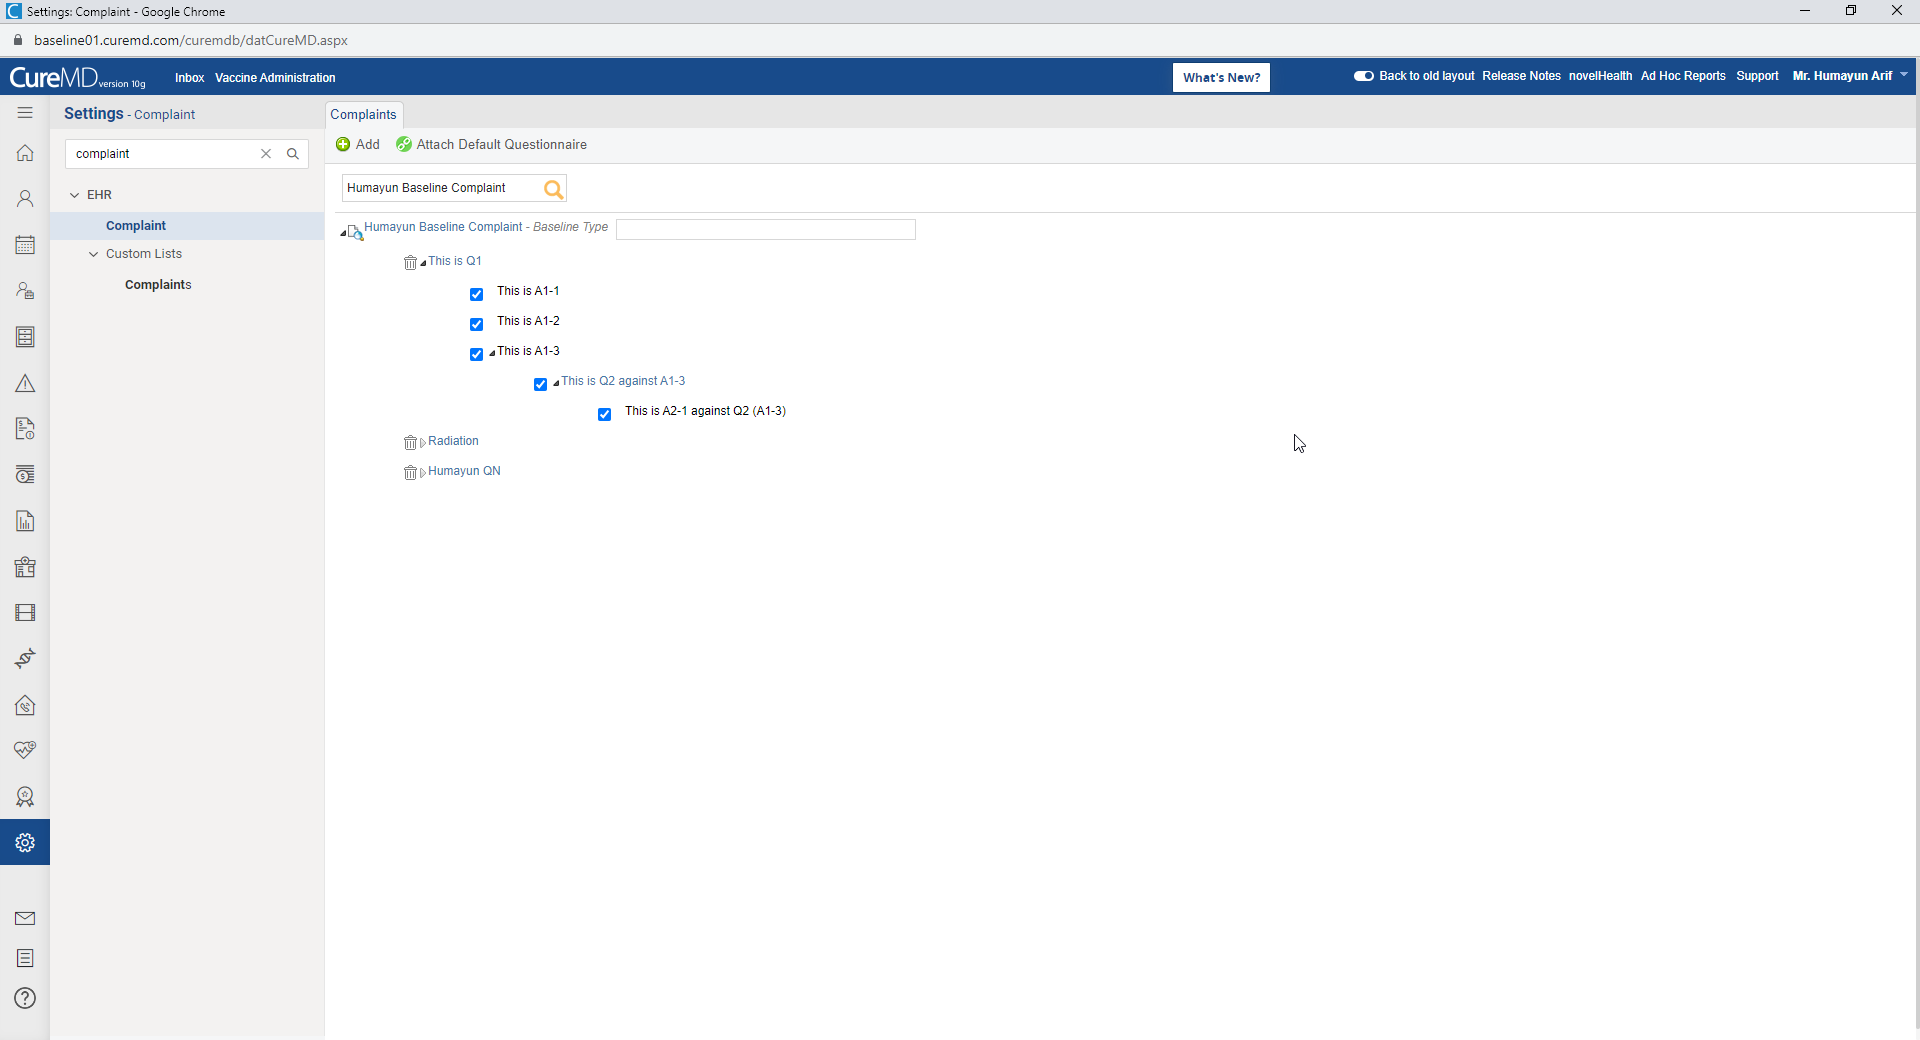 Settings: Complaint - Google Chrome
baseline01.curemd.com/curemdb/datCureMD.aspx
CureMD version 10g
Inbox Vaccine Administration
What's New?
Back to old layout Release Notes novelHealth Ad Hoc Reports Support Mr. Humayun Arif
Settings - Complaint
Complaints
complaint
Add Attach Default Questionnaire
Humayun Baseline Complaint
EHR
Complaint
Custom Lists
Complaints
Humayun Baseline Complaint - Baseline Type
This is Q1
This is A1-1
This is A1-2
This is A1-3
This is Q2 against A1-3
This is A2-1 against Q2 (A1-3)
Radiation
Humayun QN